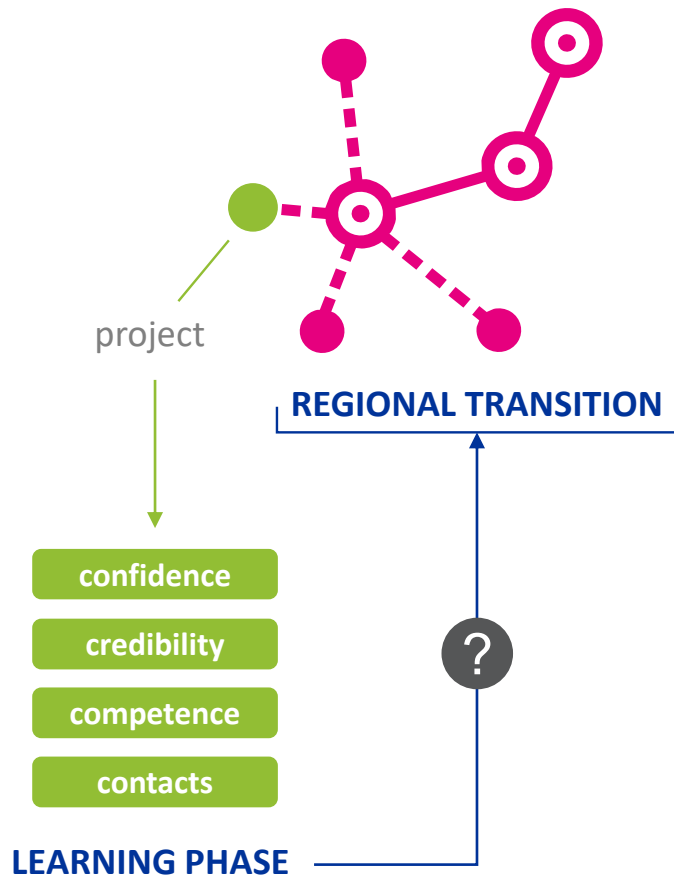 project
REGIONAL TRANSITION
confidence
credibility
?
competence
contacts
LEARNING PHASE